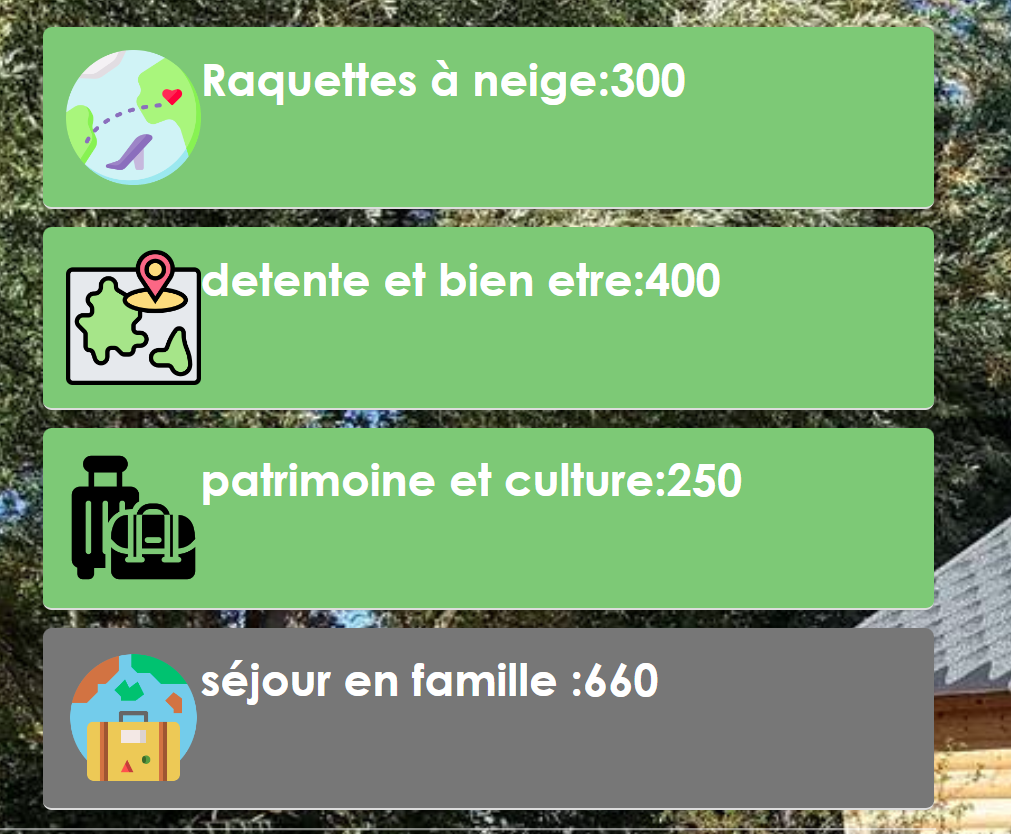 Raquettes à neige:300
detente et bien etre:400
patrimoine et culture:250
séjour en famille :660